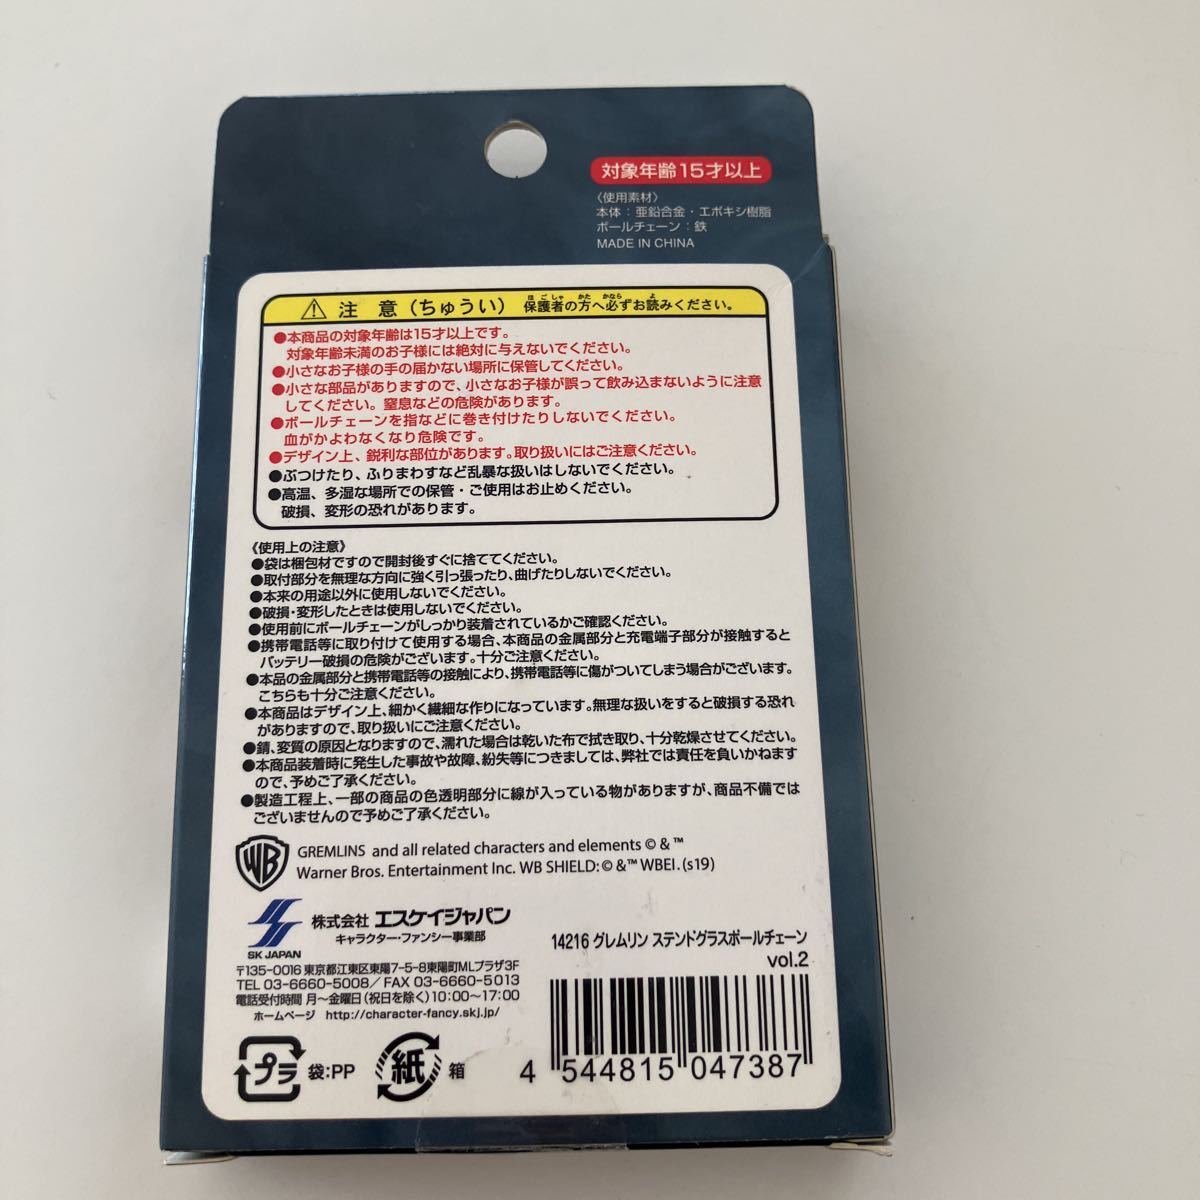 対象年齢15才以上
〈使用素材〉
本体：亜鉛合金・エポキシ樹脂
ボールチェーン：鉄
MADE IN CHINA
注 意（ちゅうい） 保護者の方へ必ずお読みください。
ほごしゃ かた かなら よ
●本商品の対象年齢は15才以上です。
対象年齢未満のお子様には絶対に与えないでください。
●小さなお子様の手の届かない場所に保管してください。
●小さな部品がありますので、小さなお子様が誤って飲み込まないように注意
してください。窒息などの危険があります。
●ボールチェーンを指などに巻き付けたりしないでください。
血がかよわなくなり危険です。
●デザイン上、鋭利な部位があります。取り扱いにはご注意ください。
●ぶつけたり、ふりまわすなど乱暴な扱いはしないでください。
●高温、多湿な場所での保管・ご使用はお止めください。
破損、変形の恐れがあります。
《使用上の注意》
●袋は梱包材ですので開封後すぐに捨ててください。
●取付部分を無理な方向に強く引っ張ったり、曲げたりしないでください。
●本来の用途以外に使用しないでください。
●破損・変形したときは使用しないでください。
●使用前にボールチェーンがしっかり装着されているかご確認ください。
●携帯電話等に取り付けて使用する場合、本商品の金属部分と充電端子部分が接触すると
バッテリー破損の危険がございます。十分ご注意ください。
●本品の金属部分と携帯電話等の接触により、携帯電話等に傷がついてしまう場合がございます。
こちらも十分ご注意ください。
●本商品はデザイン上、細かく繊細な作りになっています。無理な扱いをすると破損する恐れ
がありますので、取り扱いにご注意ください。
●錆、変質の原因となりますので、濡れた場合は乾いた布で拭き取り、十分乾燥させてください。
●本商品装着時に発生した事故や故障、紛失等につきましては、弊社では責任を負いかねます
ので、予めご了承ください。
●製造工程上、一部の商品の色透明部分に線が入っている物がありますが、商品不備では
ございませんので予めご了承ください。
WB
GREMLINS and all related characters and elements © & ™
Warner Bros. Entertainment Inc. WB SHIELD: © & ™ WBEI. (s19)
SK JAPAN
株式会社 エスケイジャパン
キャラクター・ファンシー事業部
〒135-0016 東京都江東区東陽7-5-8東陽町MLプラザ3F
TEL 03-6660-5008／FAX 03-6660-5013
電話受付時間 月〜金曜日（祝日を除く）10:00〜17:00
ホームページ http://character-fancy.skj.jp/
14216 グレムリン ステンドグラスボールチェーン
vol.2
プラ 袋:PP 紙 箱
4 544815 047387